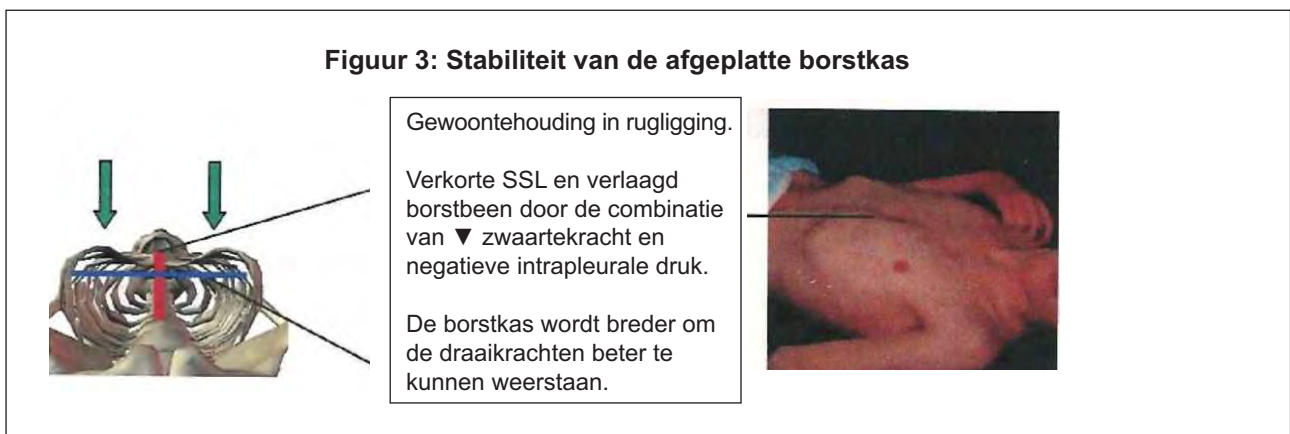 Figuur 3: Stabiliteit van de afgeplatte borstkas
Gewoontehouding in rugligging.
Verkorte SSL en verlaagd
borstbeen door de combinatie
van ▼ zwaartekracht en
negatieve intrapleurale druk.
De borstkas wordt breder om
de draaikrachten beter te
kunnen weerstaan.